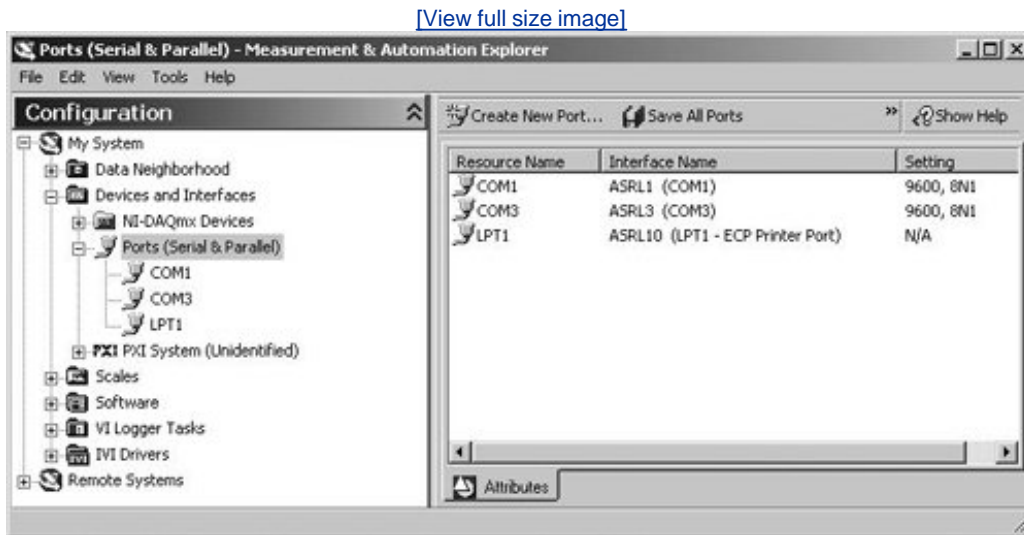 [View full size image]
Ports (Serial & Parallel) - Measurement & Automation Explorer
File Edit View Tools Help
Configuration
My System
Data Neighborhood
Devices and Interfaces
NI-DAQmx Devices
Ports (Serial & Parallel)
COM1
COM3
LPT1
PXI PXI System (Unidentified)
Scales
Software
VI Logger Tasks
IVI Drivers
Remote Systems
Create New Port... Save All Ports » Show Help
Resource Name Interface Name Setting
COM1 ASRL1 (COM1) 9600, 8N1
COM3 ASRL3 (COM3) 9600, 8N1
LPT1 ASRL10 (LPT1 - ECP Printer Port) N/A
Attributes